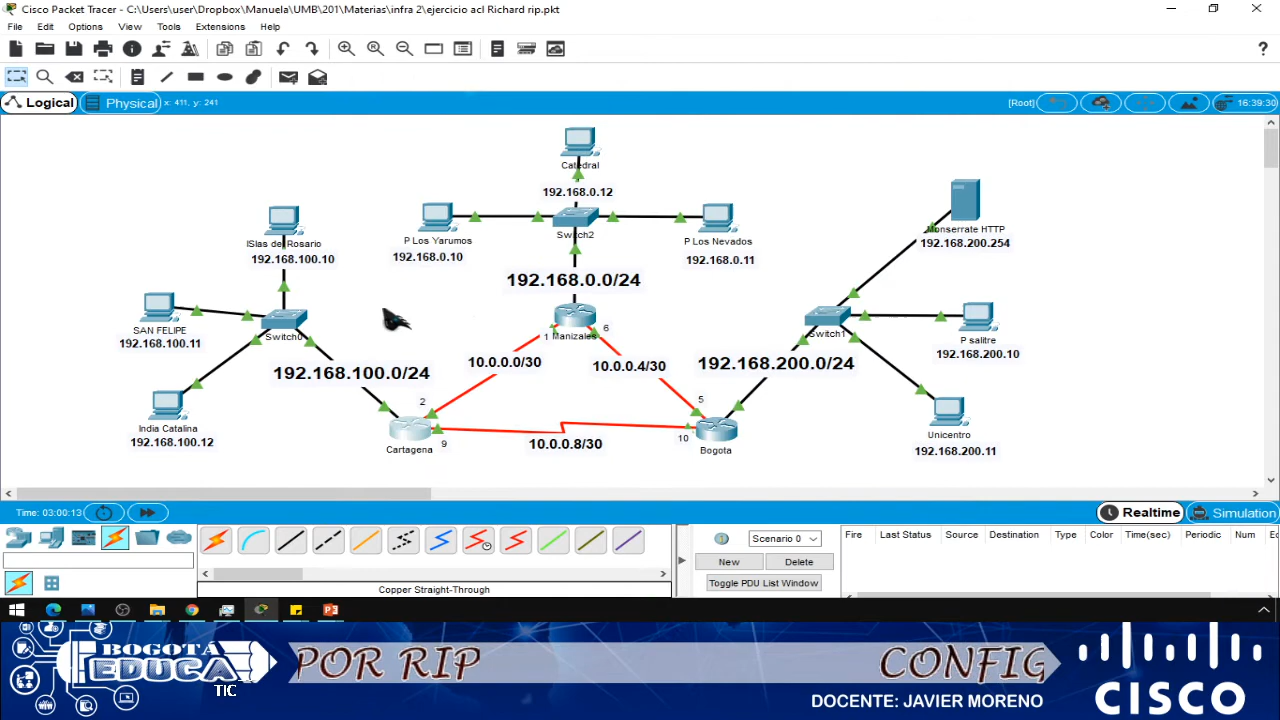 Cisco Packet Tracer - C:\Users\user\Dropbox\Manuela\UMB\201\Materias\infra 2\ejercicio acl Richard rip.pkt
File Edit Options View Tools Extensions Help
Logical Physical x: 411, y: 241 [Root] 16:39:30
Catedral
192.168.0.12
P Los Yarumos
192.168.0.10
Switch2
P Los Nevados
192.168.0.11
192.168.0.0/24
Manizales
1
6
ISlas del Rosario
192.168.100.10
SAN FELIPE
192.168.100.11
Switch0
192.168.100.0/24
India Catalina
192.168.100.12
10.0.0.0/30
10.0.0.4/30
2
Cartagena
9
10.0.0.8/30
5
10
Bogota
192.168.200.0/24
Monserrate HTTP
192.168.200.254
Switch1
P salitre
192.168.200.10
Unicentro
192.168.200.11
Time: 03:00:13 Realtime Simulation
Scenario 0
New Delete
Toggle PDU List Window
Fire Last Status Source Destination Type Color Time(sec) Periodic Num Ec
Copper Straight-Through
BOGOTA
EDUCA
TIC
POR RIP
CONFIG
DOCENTE: JAVIER MORENO
CISCO